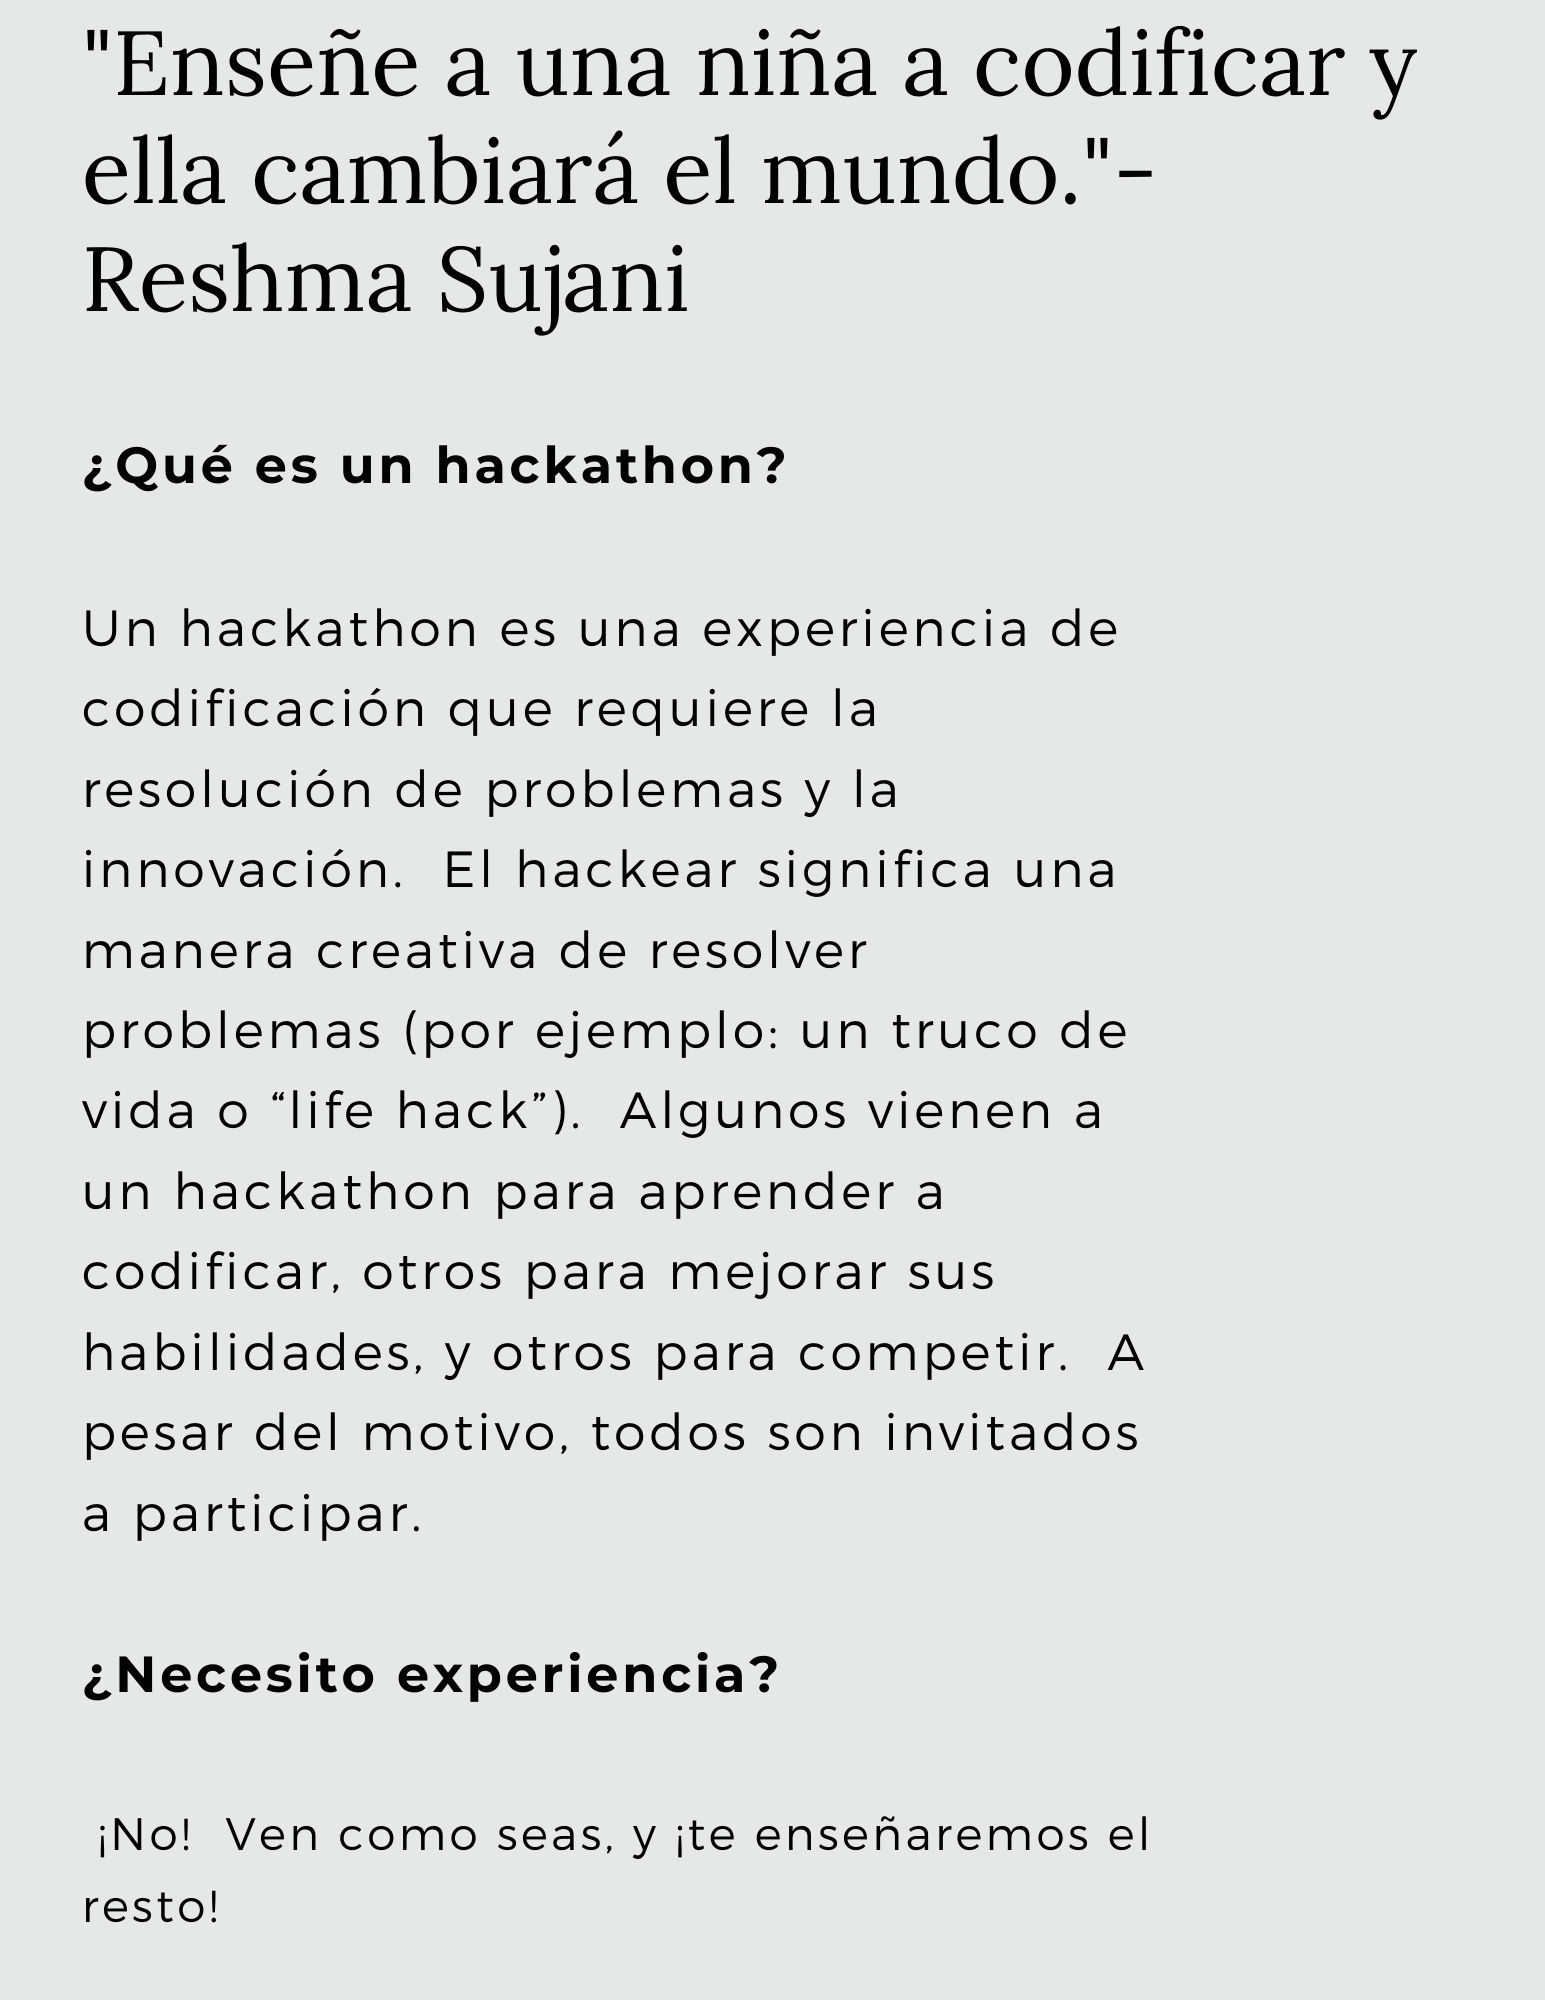 "Enseñe a una niña a codificar y
ella cambiará el mundo."-
Reshma Sujani
¿Qué es un hackathon?
Un hackathon es una experiencia de
codificación que requiere la
resolución de problemas y la
innovación.  El hackear significa una
manera creativa de resolver
problemas (por ejemplo: un truco de
vida o “life hack”).  Algunos vienen a
un hackathon para aprender a
codificar, otros para mejorar sus
habilidades, y otros para competir.  A
pesar del motivo, todos son invitados
a participar.
¿Necesito experiencia?
¡No!  Ven como seas, y ¡te enseñaremos el
resto!